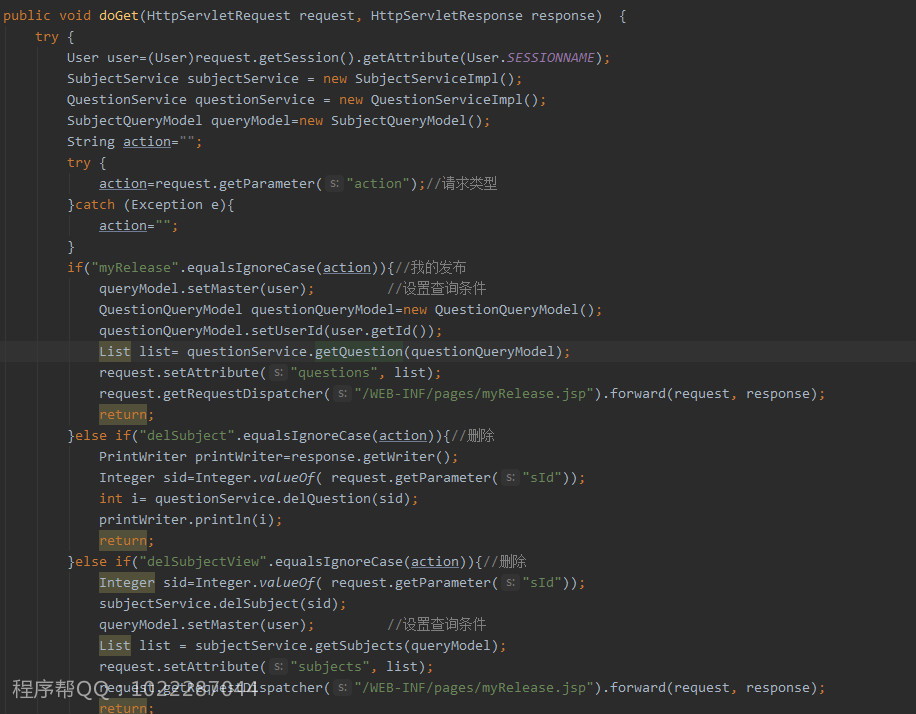 public void doGet(HttpServletRequest request, HttpServletResponse response)  {
    try {
        User user=(User)request.getSession().getAttribute(User.SESSIONNAME);
        SubjectService subjectService = new SubjectServiceImpl();
        QuestionService questionService = new QuestionServiceImpl();
        SubjectQueryModel queryModel=new SubjectQueryModel();
        String action="";
        try {
            action=request.getParameter( s: "action");//请求类型
        }catch (Exception e){
            action="";
        }
        if("myRelease".equalsIgnoreCase(action)){//我的发布
            queryModel.setMaster(user);         //设置查询条件
            QuestionQueryModel questionQueryModel=new QuestionQueryModel();
            questionQueryModel.setUserId(user.getId());
            List list= questionService.getQuestion(questionQueryModel);
            request.setAttribute( s: "questions", list);
            request.getRequestDispatcher( s: "/WEB-INF/pages/myRelease.jsp").forward(request, response);
            return;
        }else if("delSubject".equalsIgnoreCase(action)){//删除
            PrintWriter printWriter=response.getWriter();
            Integer sid=Integer.valueOf( request.getParameter( s: "sId"));
            int i= questionService.delQuestion(sid);
            printWriter.println(i);
            return;
        }else if("delSubjectView".equalsIgnoreCase(action)){//删除
            Integer sid=Integer.valueOf( request.getParameter( s: "sId"));
            subjectService.delSubject(sid);
            queryModel.setMaster(user);         //设置查询条件
            List list = subjectService.getSubjects(queryModel);
            request.setAttribute( s: "subjects", list);
            request.getRequestDispatcher( s: "/WEB-INF/pages/myRelease.jsp").forward(request, response);
程序帮QQ：1022287044
            return;